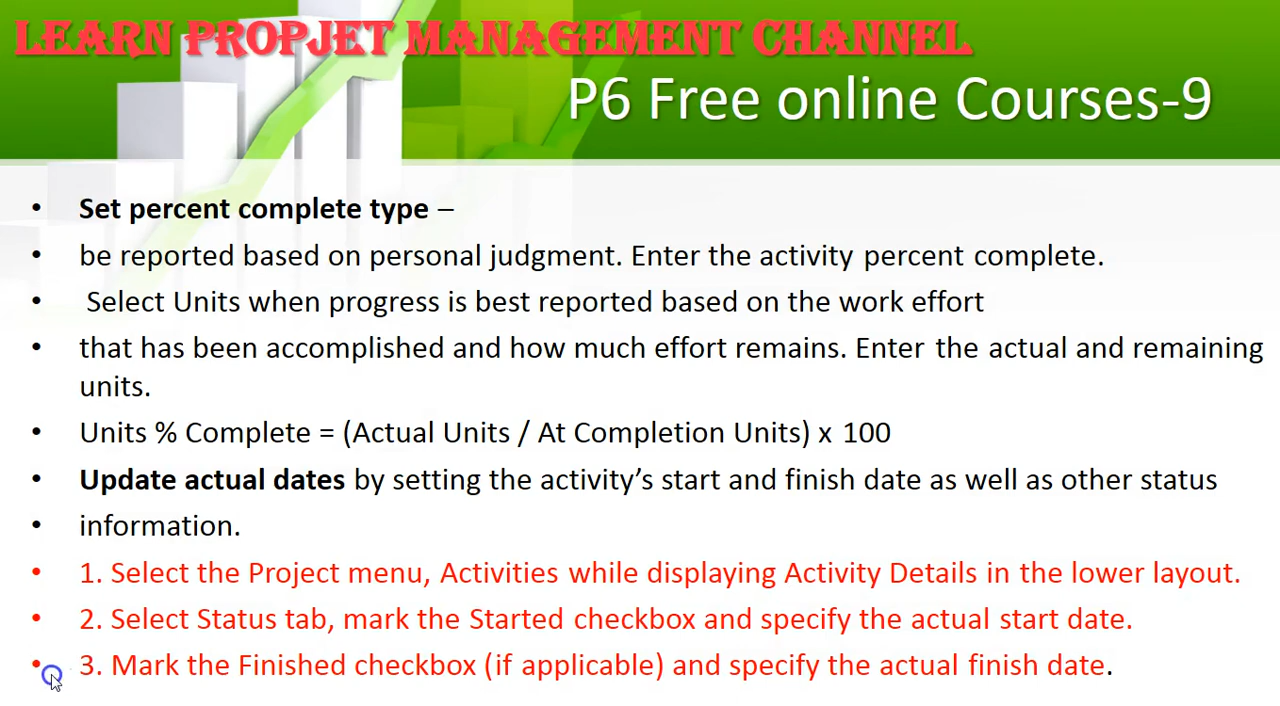 LEARN PROPJET MANAGEMENT CHANNEL
P6 Free online Courses-9
• Set percent complete type –
• be reported based on personal judgment. Enter the activity percent complete.
• Select Units when progress is best reported based on the work effort
• that has been accomplished and how much effort remains. Enter the actual and remaining
units.
• Units % Complete = (Actual Units / At Completion Units) x 100
• Update actual dates by setting the activity’s start and finish date as well as other status
• information.
• 1. Select the Project menu, Activities while displaying Activity Details in the lower layout.
• 2. Select Status tab, mark the Started checkbox and specify the actual start date.
• 3. Mark the Finished checkbox (if applicable) and specify the actual finish date.